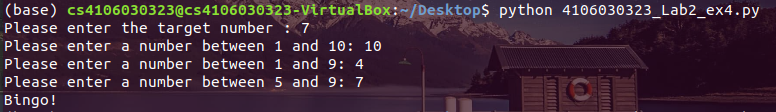 (base) cs4106030323@cs4106030323-VirtualBox:~/Desktop$ python 4106030323_Lab2_ex4.py
Please enter the target number : 7
Please enter a number between 1 and 10: 10
Please enter a number between 1 and 9: 4
Please enter a number between 5 and 9: 7
Bingo!